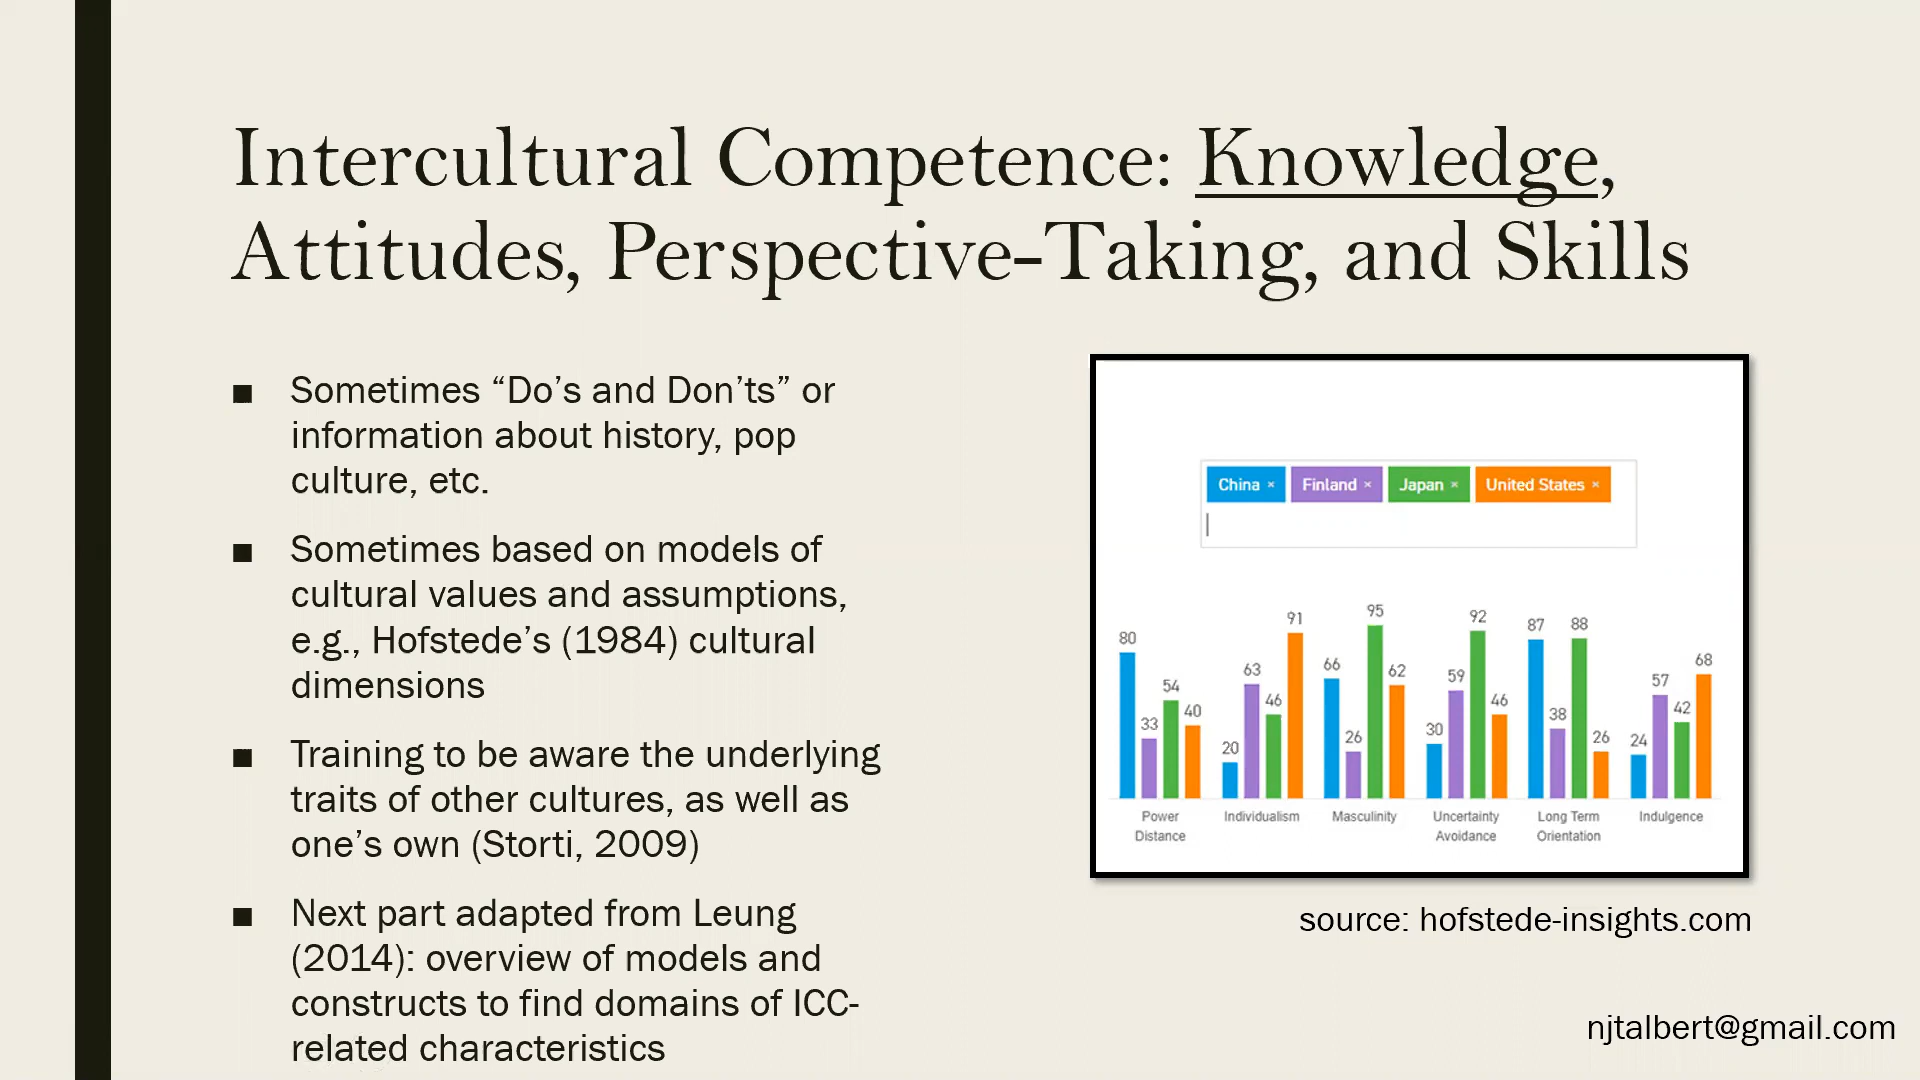 Intercultural Competence: Knowledge,
Attitudes, Perspective-Taking, and Skills
■ Sometimes “Do’s and Don’ts” or
information about history, pop
culture, etc.
■ Sometimes based on models of
cultural values and assumptions,
e.g., Hofstede’s (1984) cultural
dimensions
■ Training to be aware the underlying
traits of other cultures, as well as
one’s own (Storti, 2009)
■ Next part adapted from Leung
(2014): overview of models and
constructs to find domains of ICC-
related characteristics
China × Finland × Japan × United States ×
80 33 54 40
20 63 46 91
66 26 95 62
30 59 92 46
87 38 88 26
24 57 42 68
Power
Distance
Individualism
Masculinity
Uncertainty
Avoidance
Long Term
Orientation
Indulgence
source: hofstede-insights.com
njtalbert@gmail.com